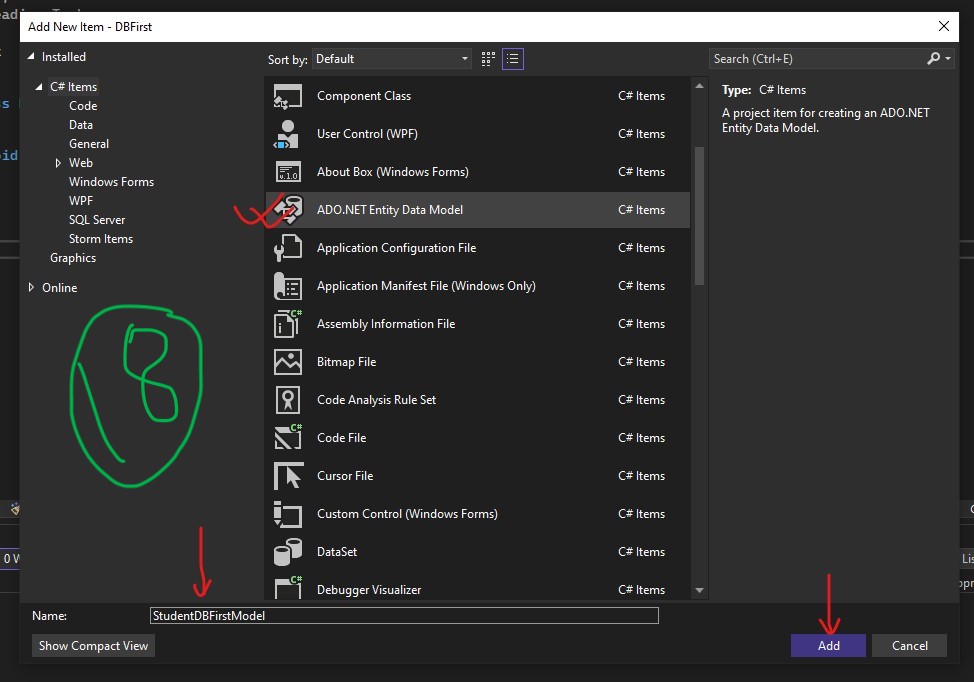 Add New Item - DBFirst
Installed
Sort by: Default
Search (Ctrl+E)
C# Items
Code
Data
General
Web
Windows Forms
WPF
SQL Server
Storm Items
Graphics
Online
Component Class C# Items
User Control (WPF) C# Items
About Box (Windows Forms) C# Items
ADO.NET Entity Data Model C# Items
Application Configuration File C# Items
Application Manifest File (Windows Only) C# Items
Assembly Information File C# Items
Bitmap File C# Items
Code Analysis Rule Set C# Items
Code File C# Items
Cursor File C# Items
Custom Control (Windows Forms) C# Items
DataSet C# Items
Debugger Visualizer C# Items
Type: C# Items
A project item for creating an ADO.NET
Entity Data Model.
8
Name: StudentDBFirstModel
Show Compact View
Add
Cancel